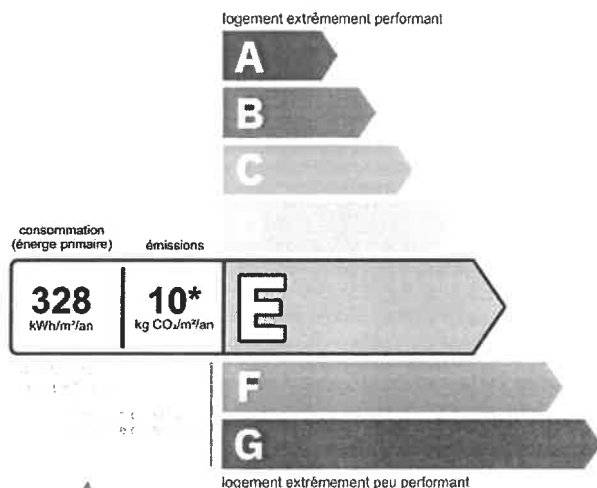 logement extrêmement performant
A
B
C
consommation
(énergie primaire)
émissions
328
kWh/m²/an
10*
kg CO₂/m²/an
E
F
G
logement extrêmement peu performant